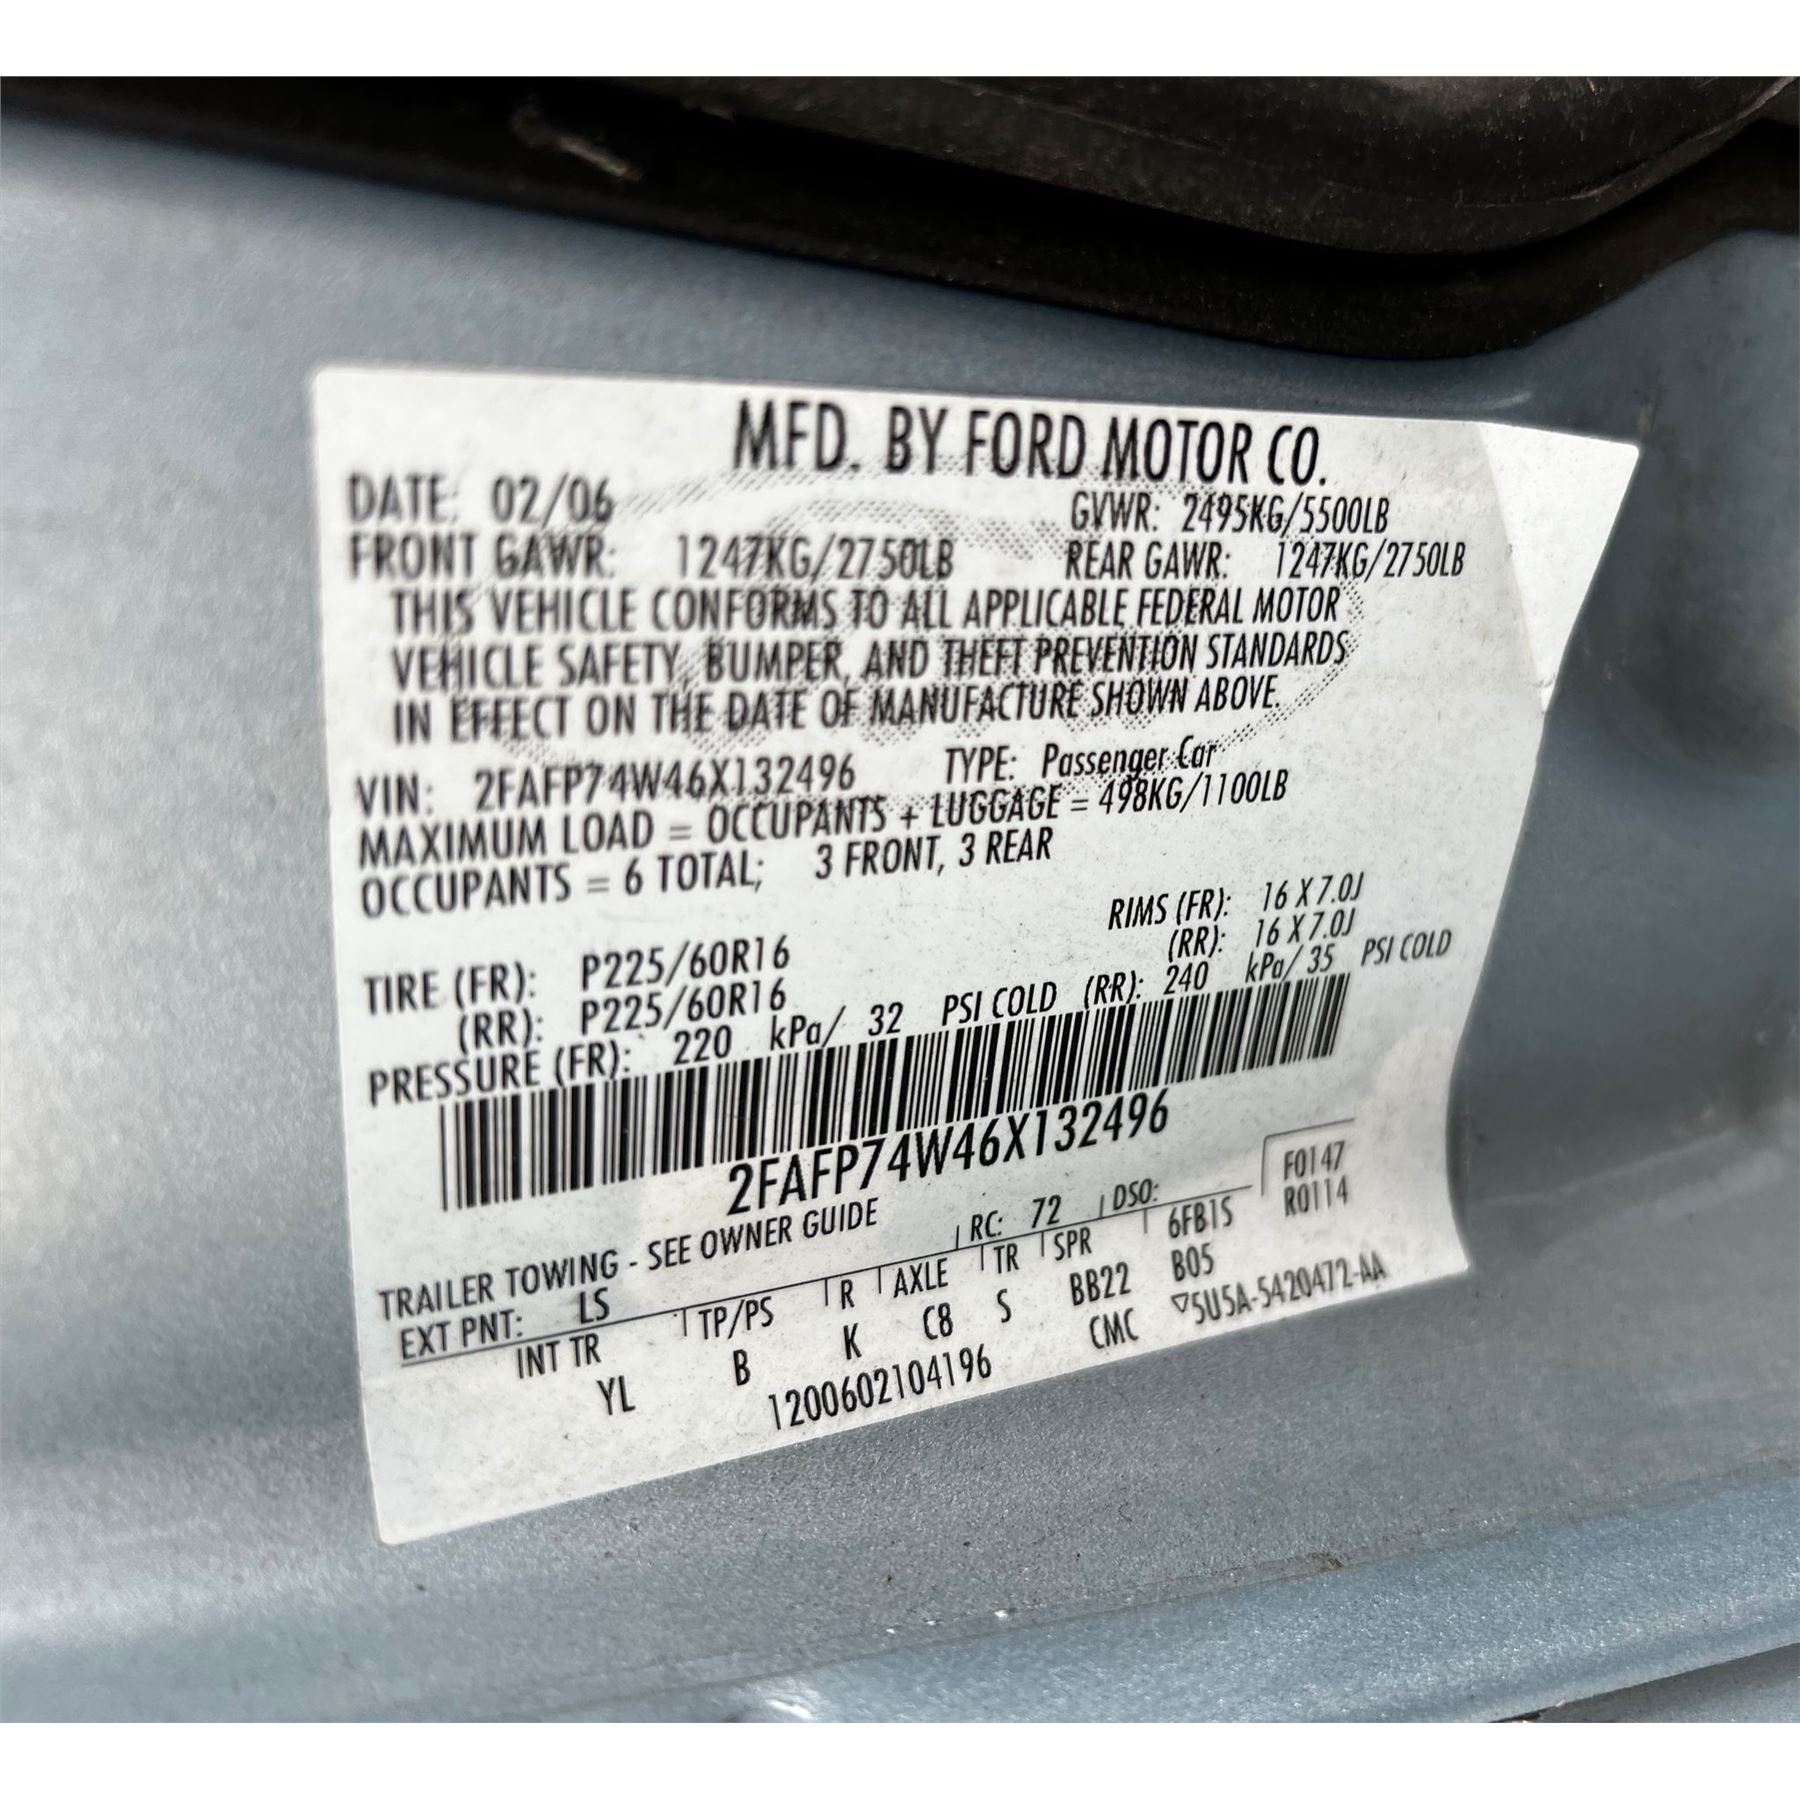 MFD. BY FORD MOTOR CO.
DATE: 02/06 GVWR: 2495KG/5500LB
FRONT GAWR: 1247KG/2750LB REAR GAWR: 1247KG/2750LB
THIS VEHICLE CONFORMS TO ALL APPLICABLE FEDERAL MOTOR
VEHICLE SAFETY, BUMPER, AND THEFT PREVENTION STANDARDS
IN EFFECT ON THE DATE OF MANUFACTURE SHOWN ABOVE.
VIN: 2FAFP74W46X132496 TYPE: Passenger Car
MAXIMUM LOAD = OCCUPANTS + LUGGAGE = 498KG/1100LB
OCCUPANTS = 6 TOTAL; 3 FRONT, 3 REAR
RIMS (FR): 16 X 7.0J
TIRE (FR): P225/60R16 (RR): 16 X 7.0J
(RR): P225/60R16
PRESSURE (FR): 220 kPa/ 32 PSI COLD (RR): 240 kPa/ 35 PSI COLD
2FAFP74W46X132496
TRAILER TOWING - SEE OWNER GUIDE
F0147
R0114
EXT PNT: LS RC: 72 DSO: 6FB1S
INT TR TP/PS R AXLE TR SPR B05
YL B K C8 S BB22
1200602104196 CMC ▽5U5A-5420472-AA